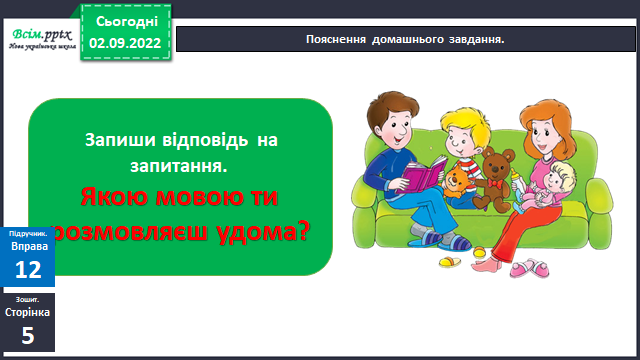 Всім.pptx
Нова українська школа
Сьогодні
02.09.2022
Пояснення домашнього завдання.
Запиши відповідь на
запитання.
Якою мовою ти
розмовляєш удома?
Підручник.
Вправа
12
Зошит.
Сторінка
5